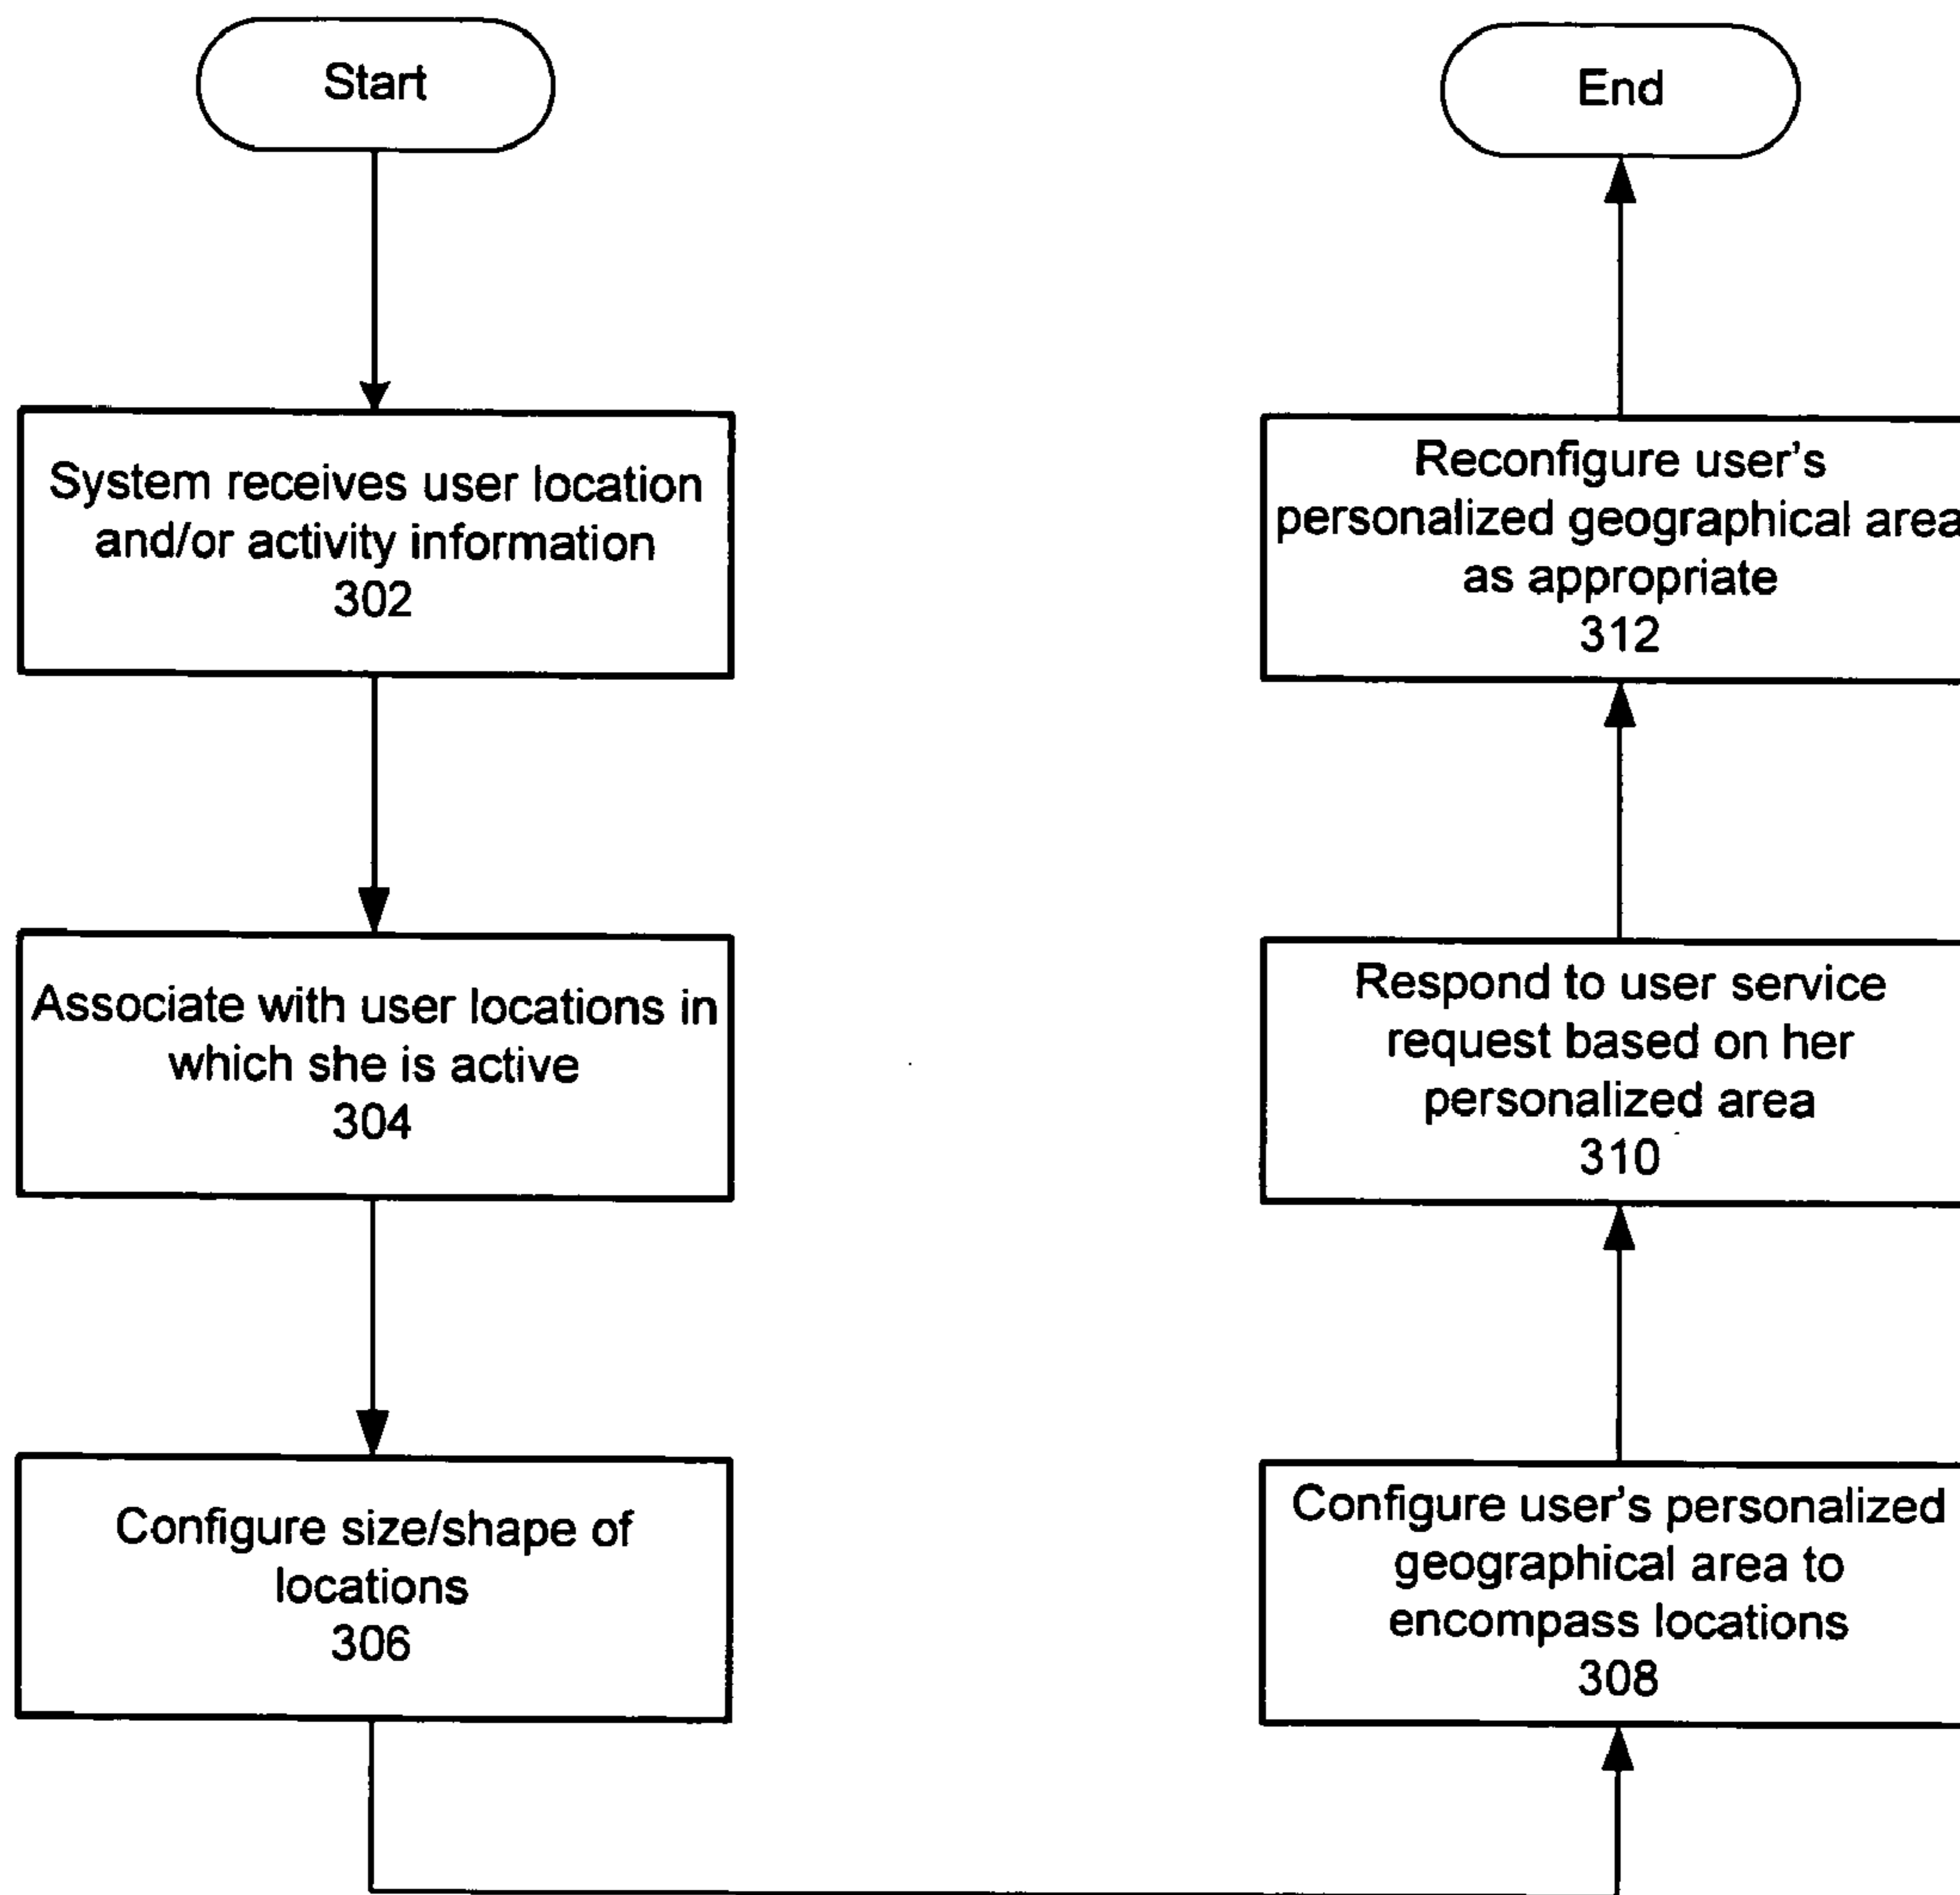 Start
System receives user location
and/or activity information
302
Associate with user locations in
which she is active
304
Configure size/shape of
locations
306
Configure user's personalized
geographical area to
encompass locations
308
Respond to user service
request based on her
personalized area
310
Reconfigure user's
personalized geographical area
as appropriate
312
End